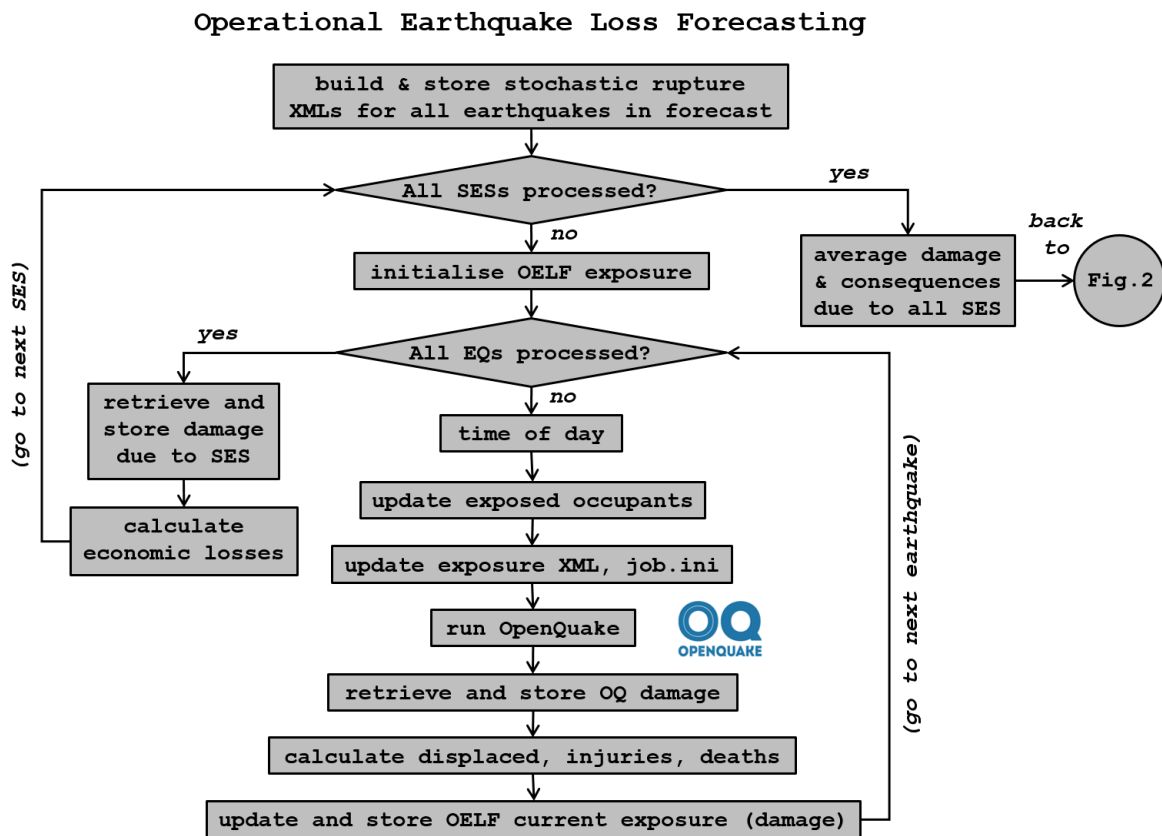 Operational Earthquake Loss Forecasting
build & store stochastic rupture
XMLs for all earthquakes in forecast
All SESs processed?
yes
no
back
to
initialise OELF exposure
average damage
& consequences
due to all SES
Fig.2
(go to next SES)
yes
All EQs processed?
no
retrieve and
store damage
due to SES
time of day
update exposed occupants
calculate
economic losses
update exposure XML, job.ini
(go to next earthquake)
run OpenQuake
OQ
OPENQUAKE
retrieve and store OQ damage
calculate displaced, injuries, deaths
update and store OELF current exposure (damage)